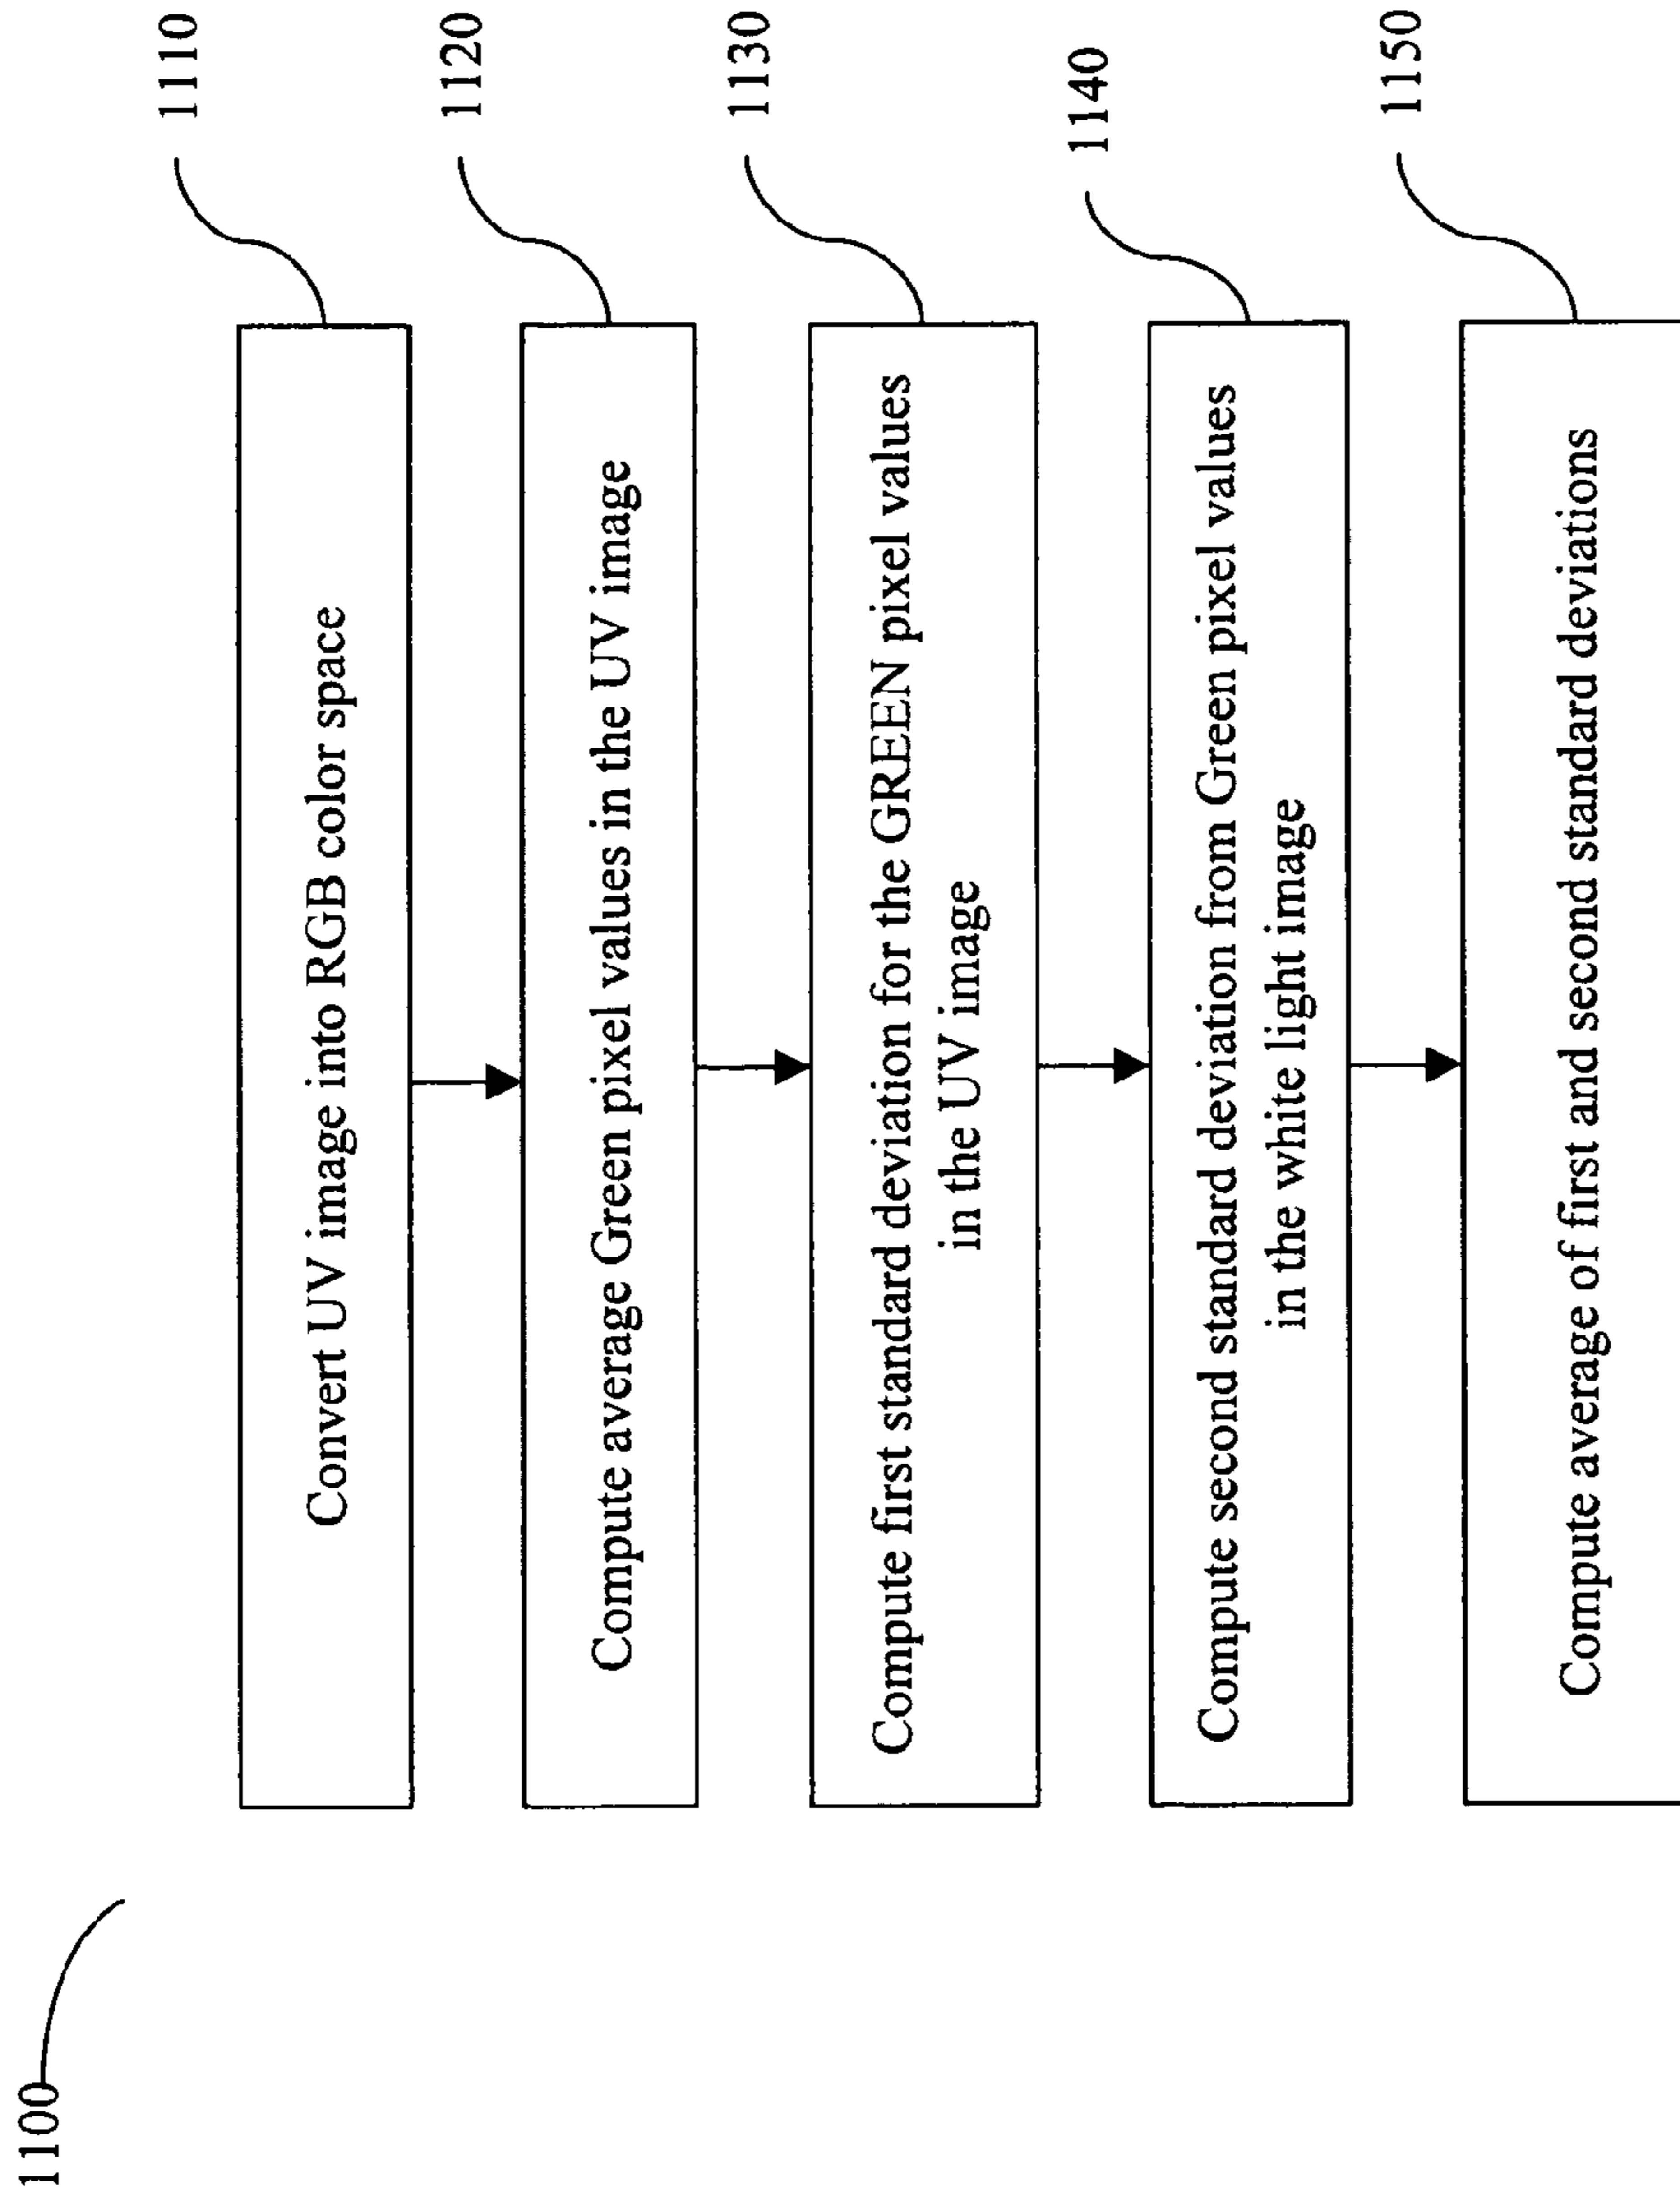 1100
1110
Convert UV image into RGB color space
1120
Compute average Green pixel values in the UV image
1130
Compute first standard deviation for the GREEN pixel values
in the UV image
1140
Compute second standard deviation from Green pixel values
in the white light image
1150
Compute average of first and second standard deviations